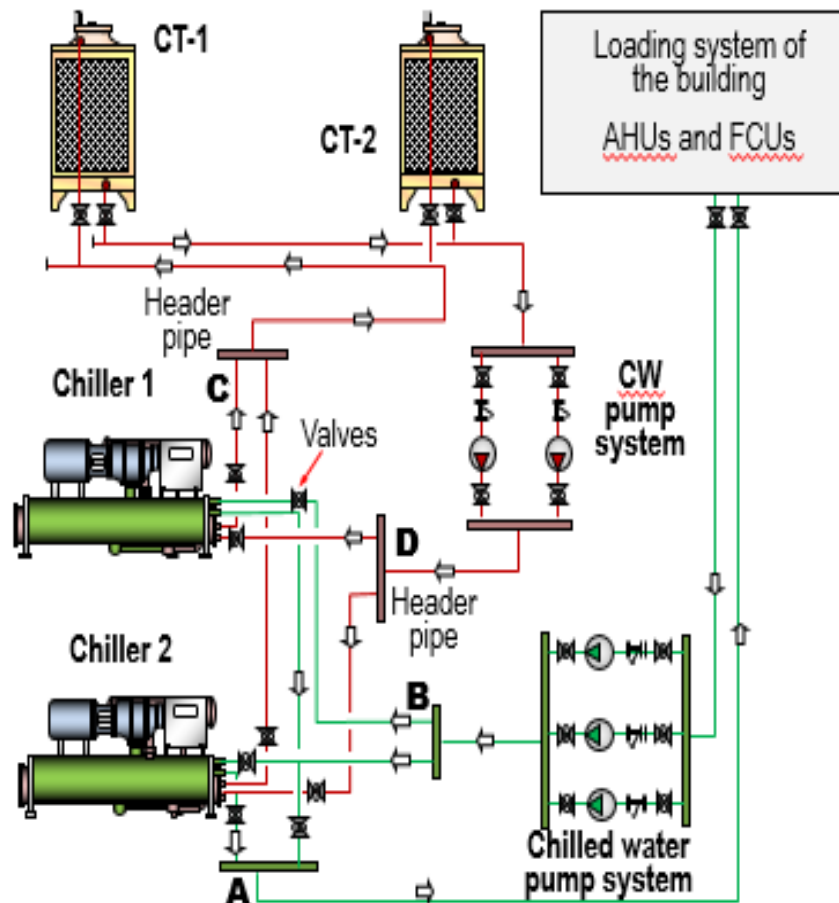 CT-1
CT-2
Loading system of
the building
AHUs and FCUs
Header
pipe
C
Chiller 1
Valves
CW
pump
system
D
Header
pipe
Chiller 2
B
Chilled water
pump system
A